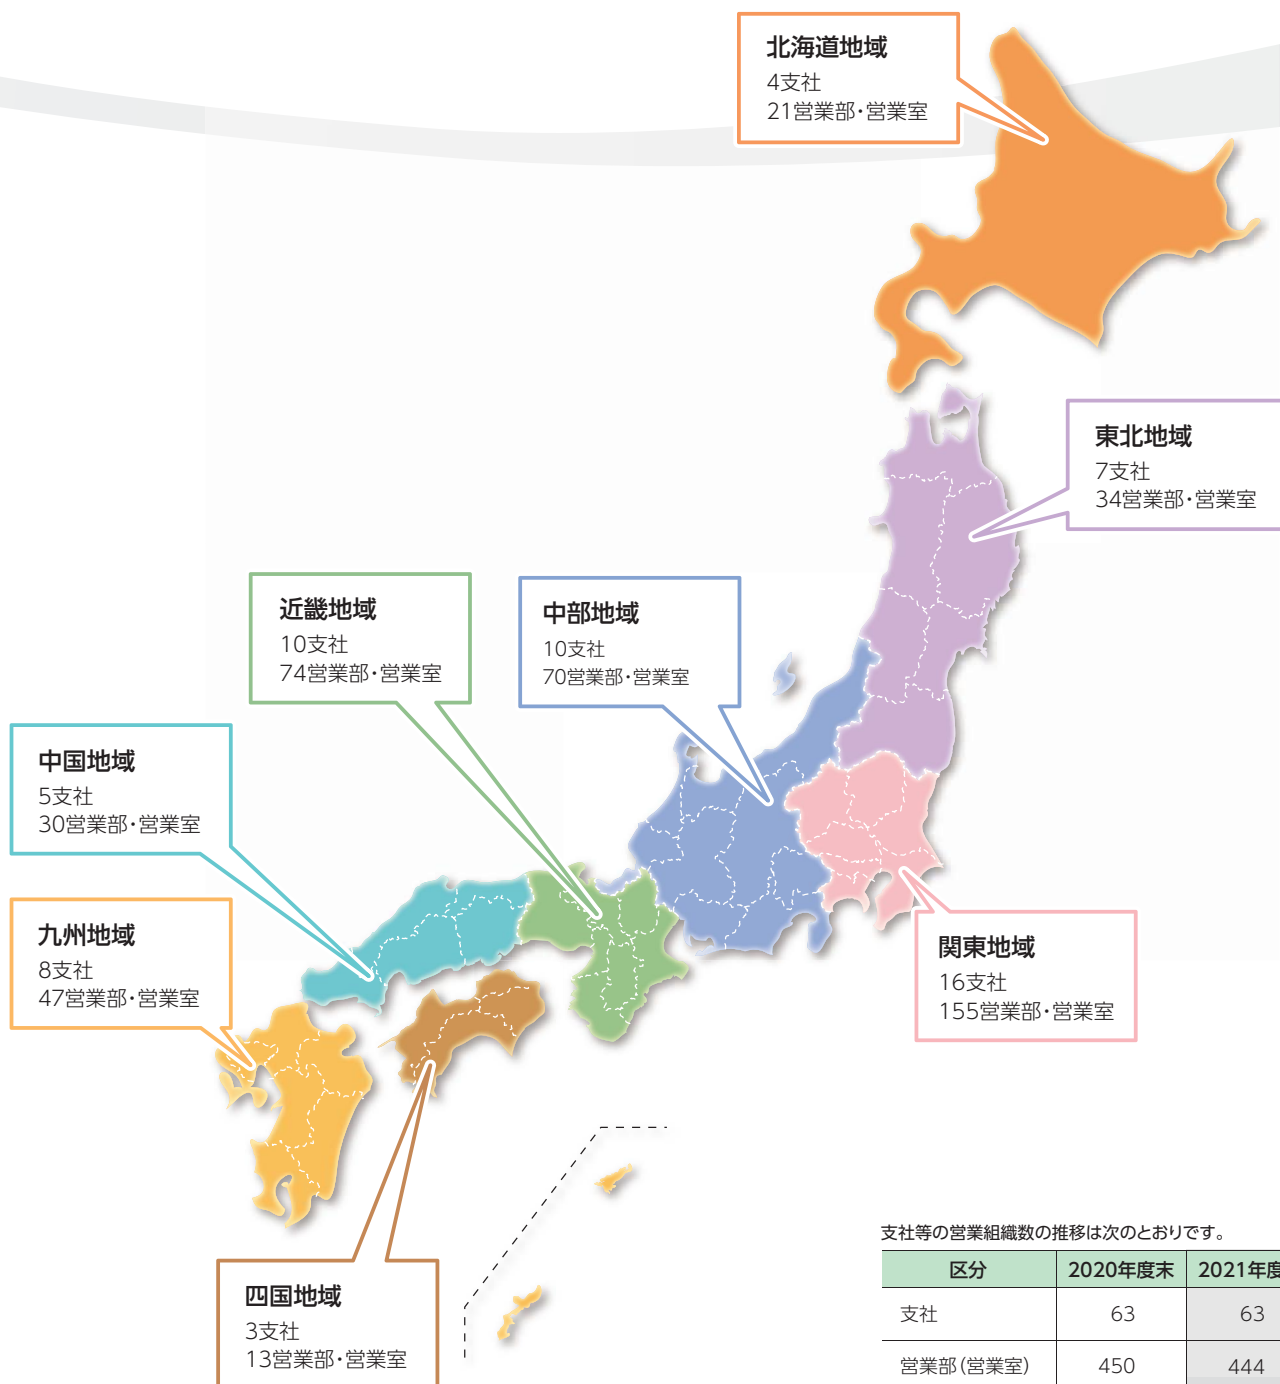 北海道地域
4支社
21営業部・営業室
東北地域
7支社
34営業部・営業室
近畿地域
10支社
74営業部・営業室
中部地域
10支社
70営業部・営業室
中国地域
5支社
30営業部・営業室
九州地域
8支社
47営業部・営業室
関東地域
16支社
155営業部・営業室
四国地域
3支社
13営業部・営業室
支社等の営業組織数の推移は次のとおりです。
区分 2020年度末 2021年度
支社 63 63
営業部(営業室) 450 444